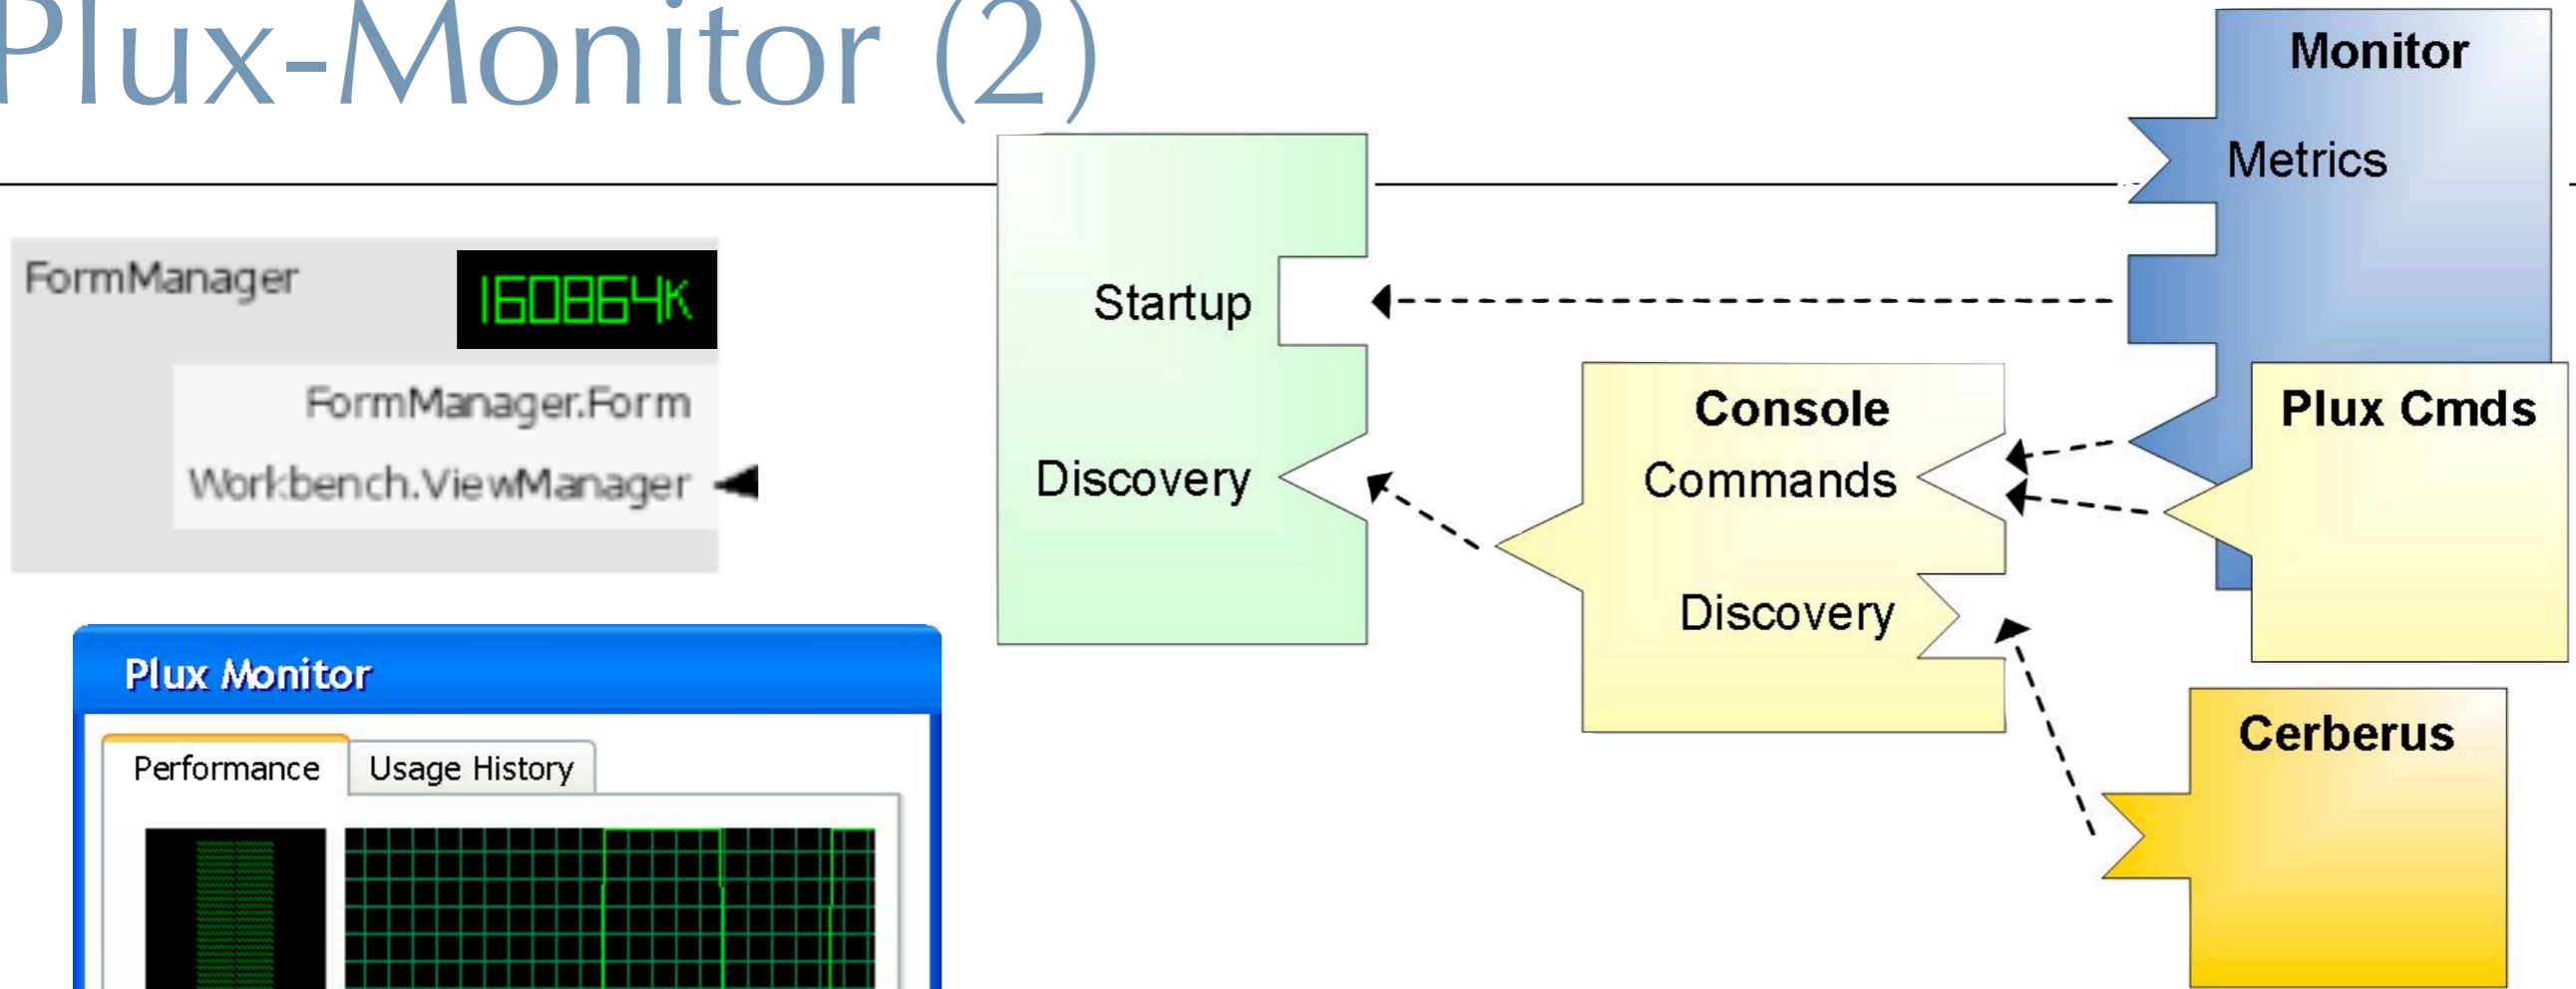 Plux-Monitor (2)
FormManager
160864K
FormManager.Form
Workbench.ViewManager
Plux Monitor
Performance
Usage History
Startup
Discovery
Console
Commands
Discovery
Monitor
Metrics
Plux Cmds
Cerberus